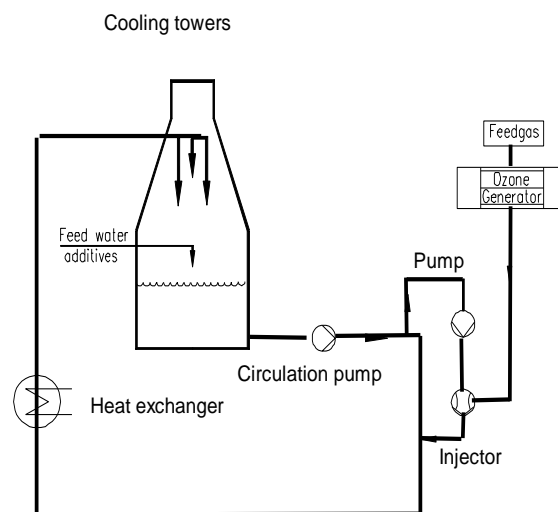 Cooling towers
Feedgas
Ozone
Generator
Feed water
additives
Pump
Circulation pump
Heat exchanger
Injector